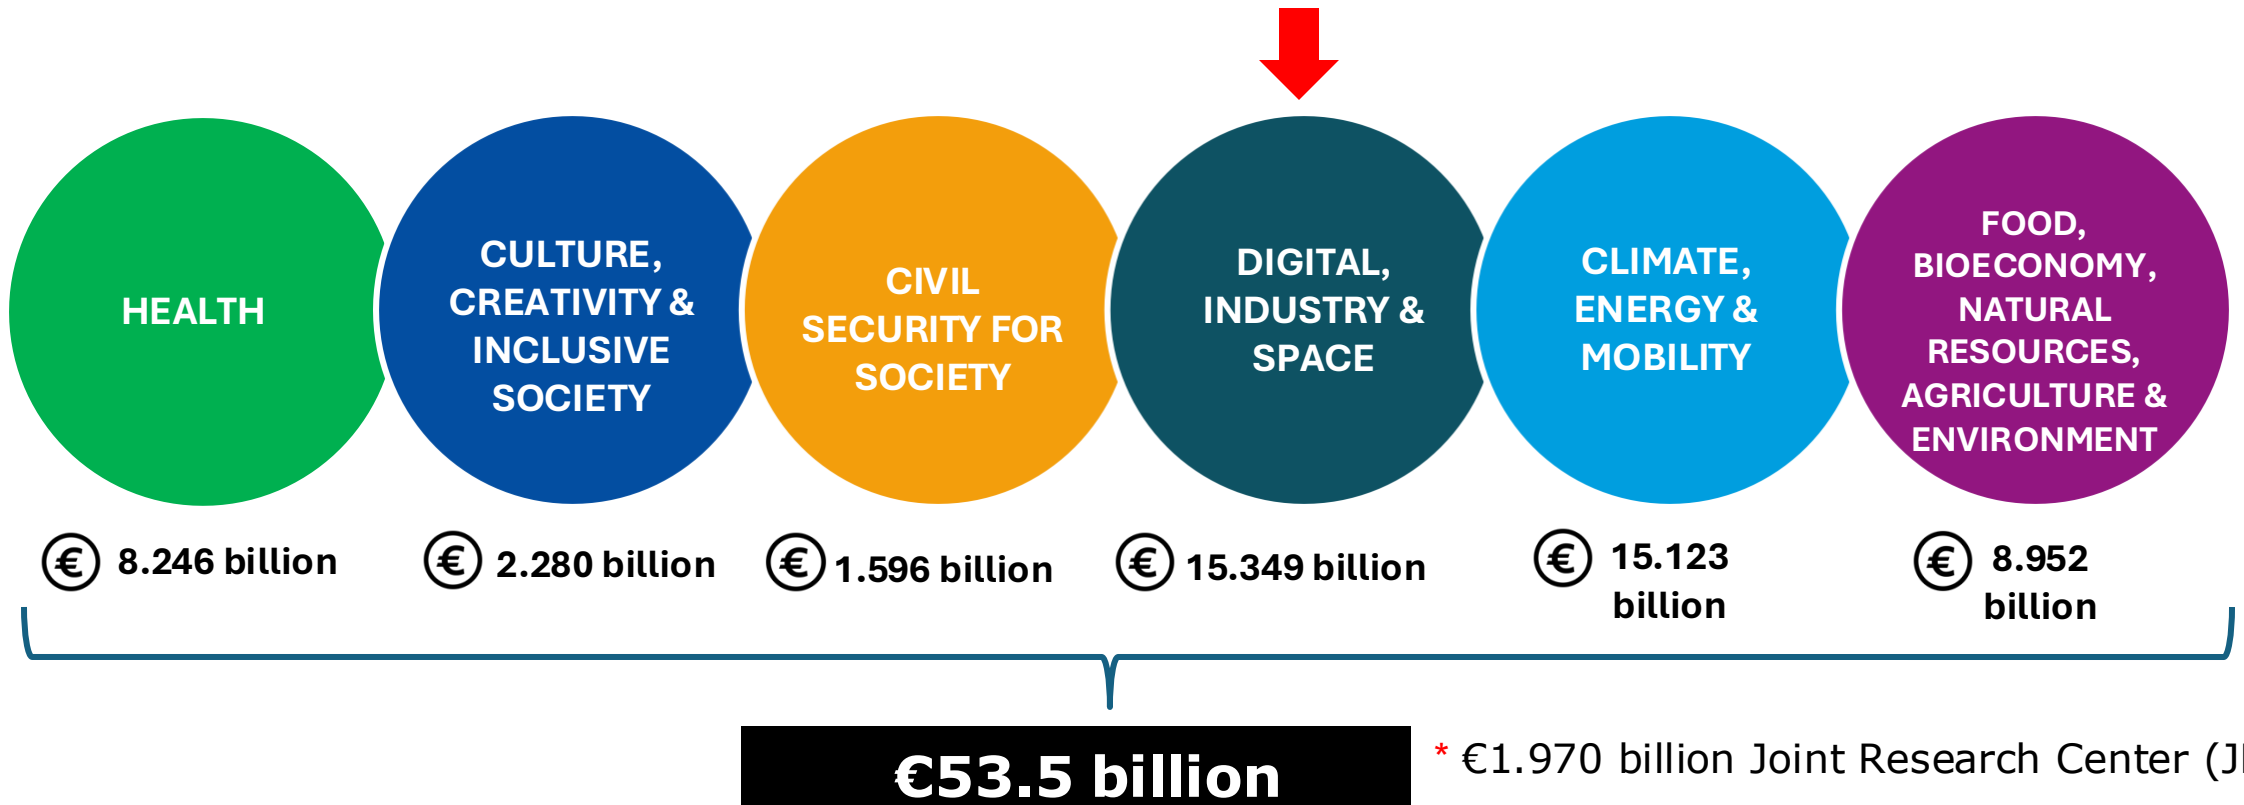 HEALTH
CULTURE,
CREATIVITY &
INCLUSIVE
SOCIETY
CIVIL
SECURITY FOR
SOCIETY
DIGITAL,
INDUSTRY &
SPACE
CLIMATE,
ENERGY &
MOBILITY
FOOD,
BIOECONOMY,
NATURAL
RESOURCES,
AGRICULTURE &
ENVIRONMENT
€ 8.246 billion
€ 2.280 billion
€ 1.596 billion
€ 15.349 billion
€ 15.123
billion
€ 8.952
billion
€53.5 billion
* €1.970 billion Joint Research Center